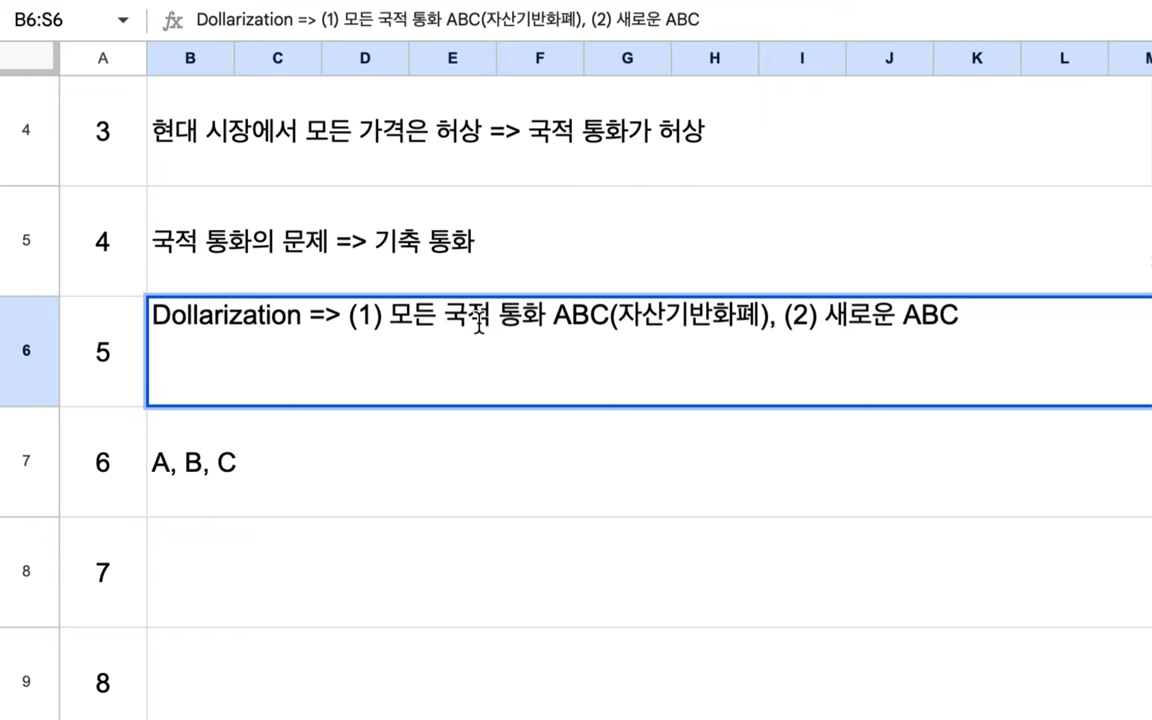 B6:S6 fx Dollarization => (1) 모든 국적 통화 ABC(자산기반화폐), (2) 새로운 ABC
A B C D E F G H I J K L M
4 3 현대 시장에서 모든 가격은 허상 => 국적 통화가 허상
5 4 국적 통화의 문제 => 기축 통화
6 5 Dollarization => (1) 모든 국적 통화 ABC(자산기반화폐), (2) 새로운 ABC
7 6 A, B, C
8 7
9 8